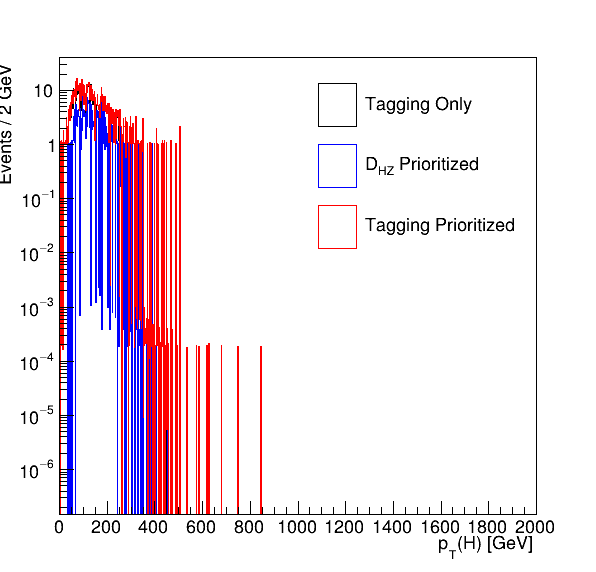 Events / 2 GeV
10
1
10^−1
10^−2
10^−3
10^−4
10^−5
10^−6
Tagging Only
D_HZ Prioritized
Tagging Prioritized
0 200 400 600 800 1000 1200 1400 1600 1800 2000
p_T(H) [GeV]